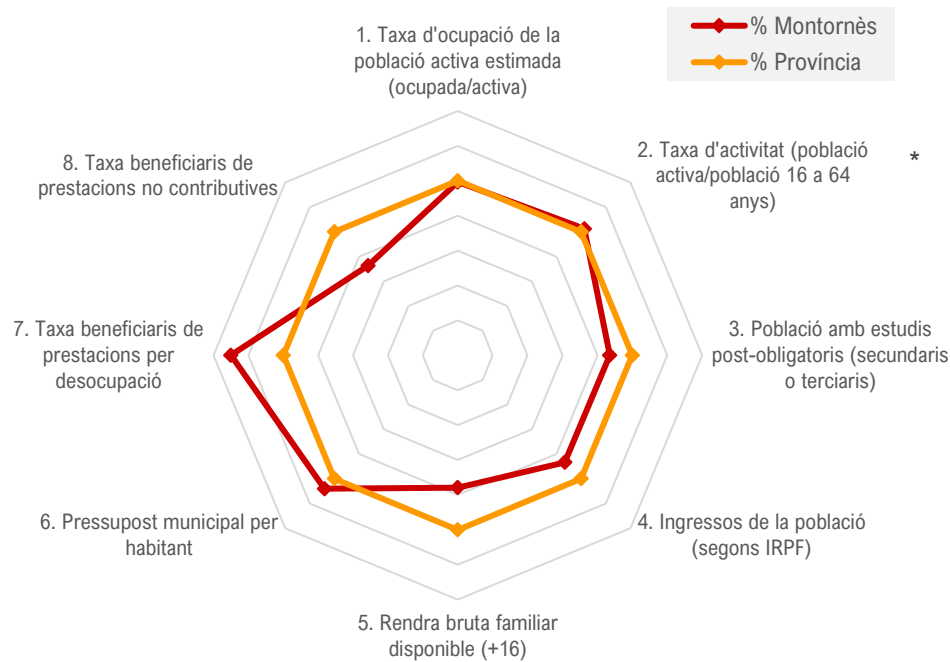 % Montornès
% Província
1. Taxa d'ocupació de la
població activa estimada
(ocupada/activa)
2. Taxa d'activitat (població
activa/població 16 a 64
anys)
*
3. Població amb estudis
post-obligatoris (secundaris
o terciaris)
4. Ingressos de la població
(segons IRPF)
5. Rendra bruta familiar
disponible (+16)
6. Pressupost municipal per
habitant
7. Taxa beneficiaris de
prestacions per
desocupació
8. Taxa beneficiaris de
prestacions no contributives